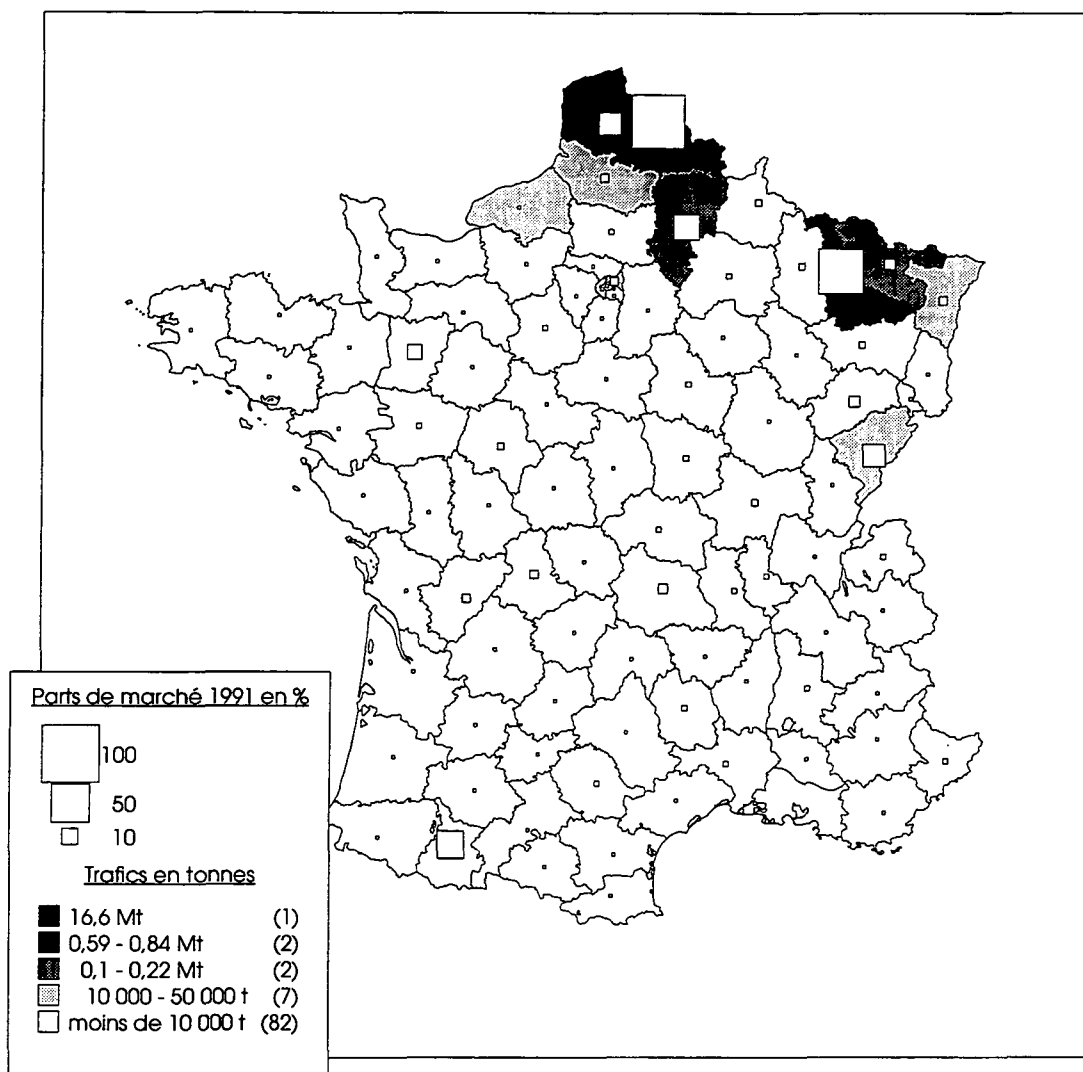 Parts de marché 1991 en %
100
50
10
Trafics en tonnes
16,6 Mt (1)
0,59 - 0,84 Mt (2)
0,1 - 0,22 Mt (2)
10 000 - 50 000 t (7)
moins de 10 000 t (82)